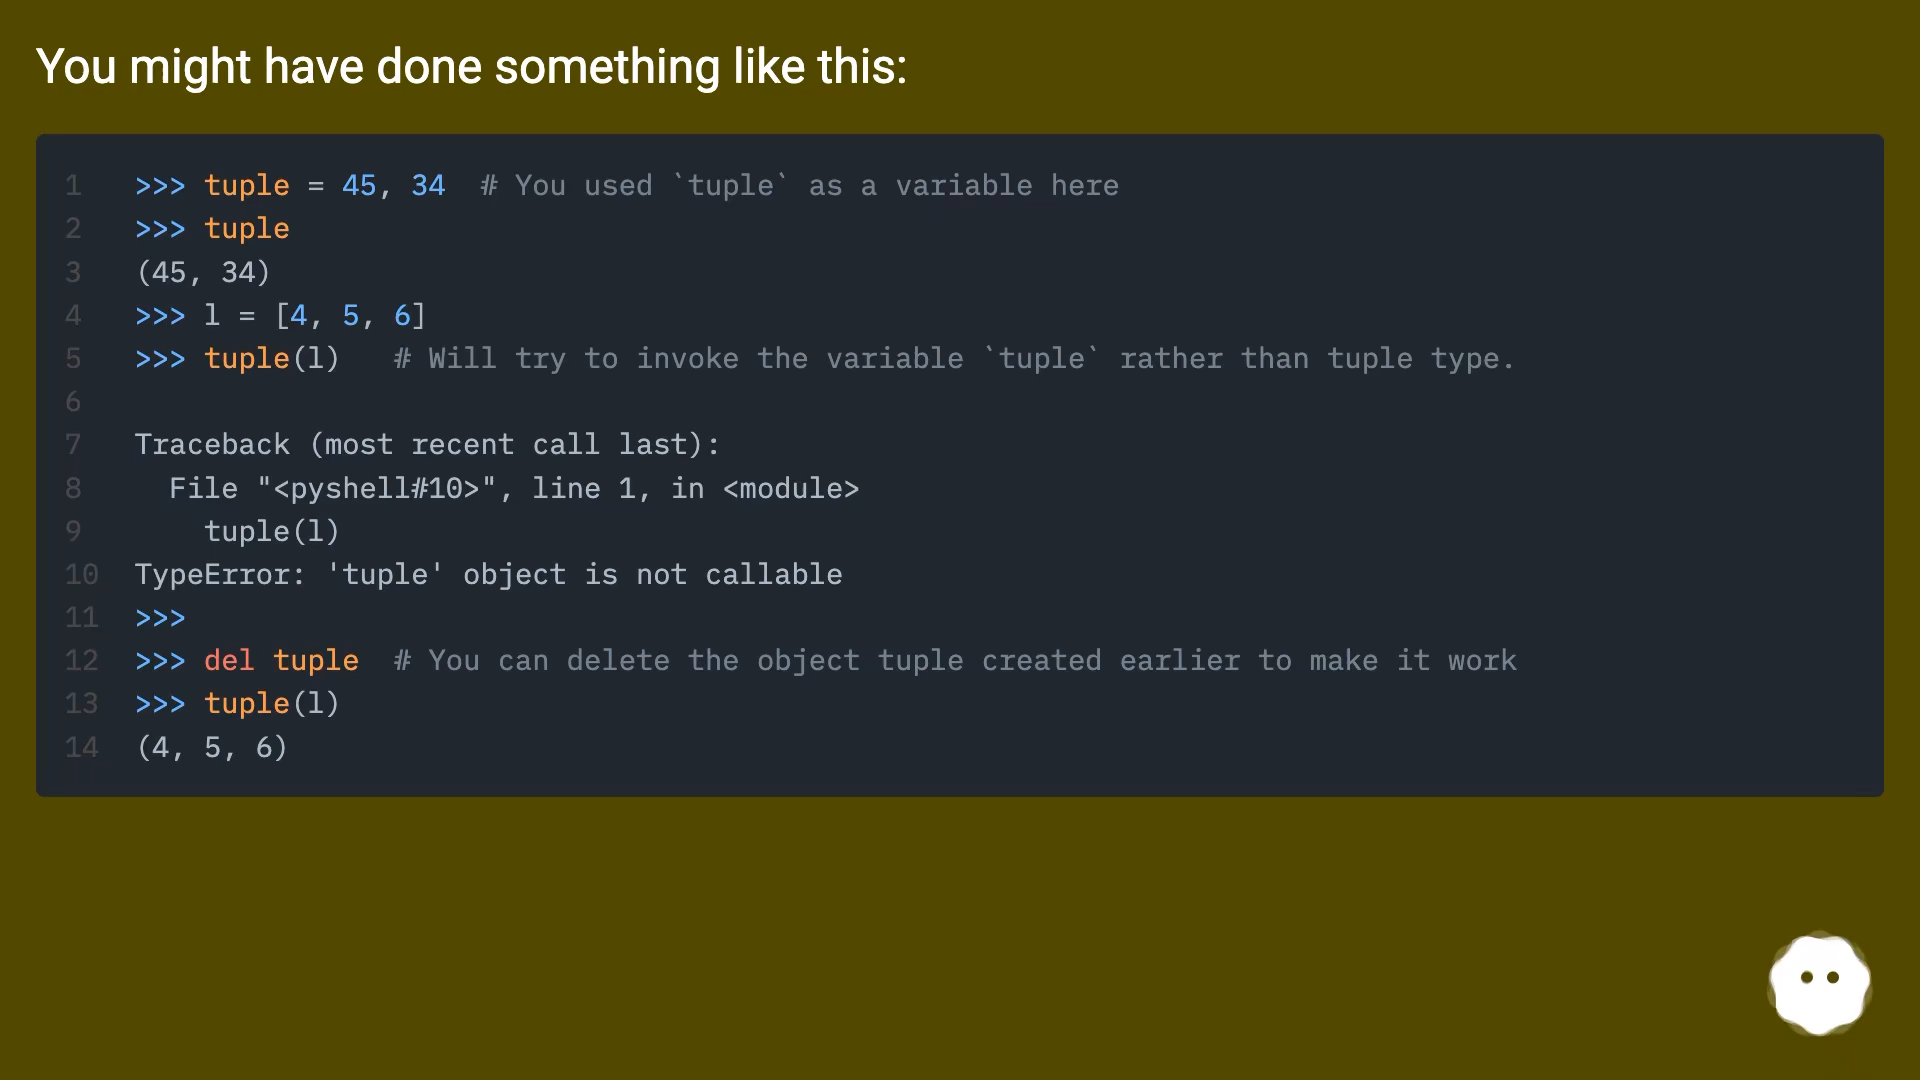 You might have done something like this:
1 >>> tuple = 45, 34  # You used `tuple` as a variable here
2 >>> tuple
3 (45, 34)
4 >>> l = [4, 5, 6]
5 >>> tuple(l)   # Will try to invoke the variable `tuple` rather than tuple type.
6
7 Traceback (most recent call last):
8   File "<pyshell#10>", line 1, in <module>
9     tuple(l)
10 TypeError: 'tuple' object is not callable
11 >>>
12 >>> del tuple  # You can delete the object tuple created earlier to make it work
13 >>> tuple(l)
14 (4, 5, 6)